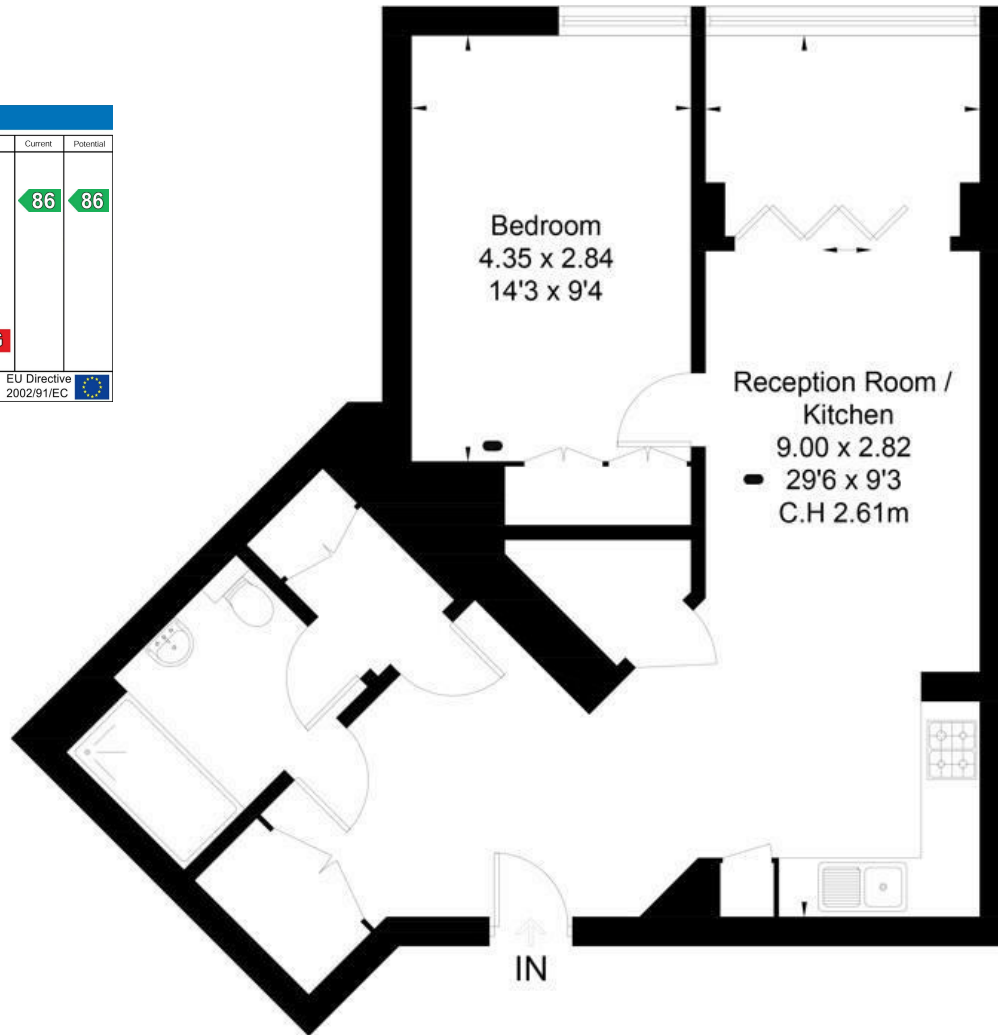 Current Potential
86 86
EU Directive
2002/91/EC
Bedroom
4.35 x 2.84
14'3 x 9'4
Reception Room /
Kitchen
9.00 x 2.82
29'6 x 9'3
C.H 2.61m
IN